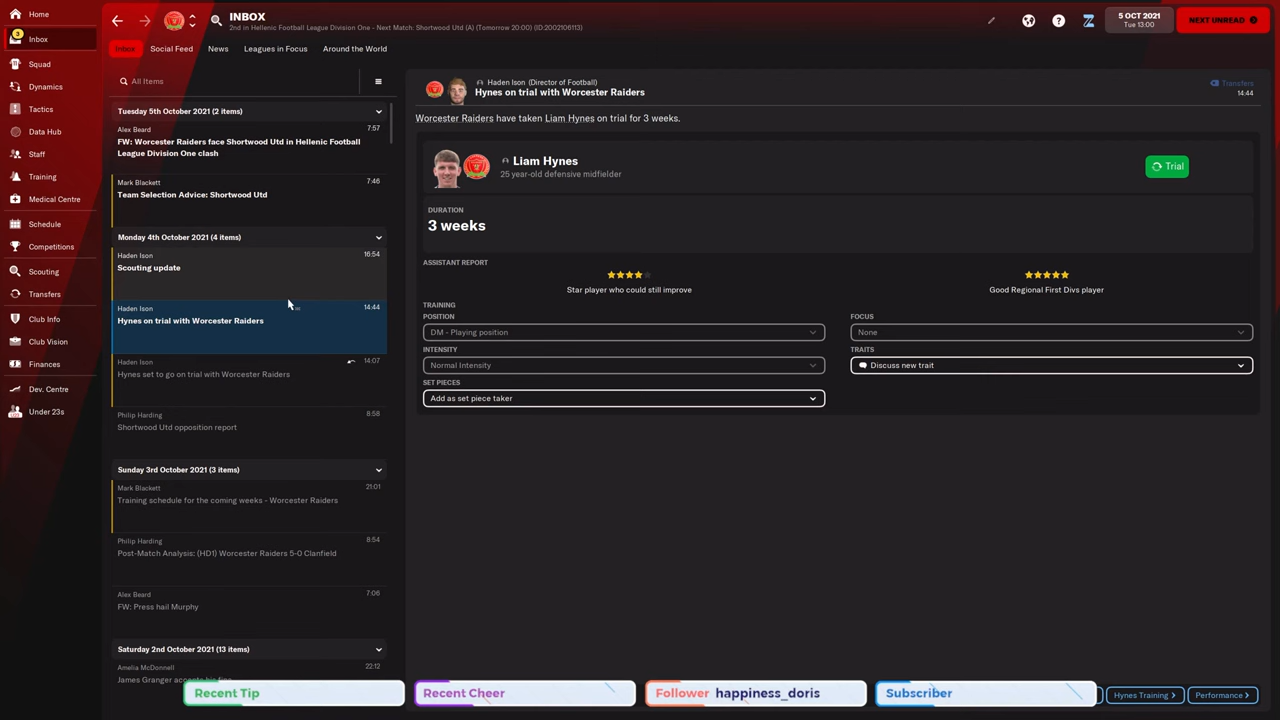 Home
Inbox
3
Squad
Dynamics
Tactics
Data Hub
Staff
Training
Medical Centre
Schedule
Competitions
Scouting
Transfers
Club Info
Club Vision
Finances
Dev. Centre
Under 23s
INBOX
2nd in Hellenic Football League Division One - Next Match: Shortwood Utd (A) (Tomorrow 20:00) (ID:2002106113)
5 OCT 2021
Tue 13:00
NEXT UNREAD
Inbox
Social Feed
News
Leagues in Focus
Around the World
All Items
Tuesday 5th October 2021 (2 items)
Alex Beard
7:57
FW: Worcester Raiders face Shortwood Utd in Hellenic Football
League Division One clash
Mark Blackett
7:46
Team Selection Advice: Shortwood Utd
Monday 4th October 2021 (4 items)
Haden Ison
16:54
Scouting update
Haden Ison
14:44
Hynes on trial with Worcester Raiders
Haden Ison
14:07
Hynes set to go on trial with Worcester Raiders
Philip Harding
8:58
Shortwood Utd opposition report
Sunday 3rd October 2021 (3 items)
Mark Blackett
21:01
Training schedule for the coming weeks - Worcester Raiders
Philip Harding
8:54
Post-Match Analysis: (HD1) Worcester Raiders 5-0 Clanfield
Alex Beard
7:06
FW: Press hail Murphy
Saturday 2nd October 2021 (13 items)
Amelia McDonnell
22:12
James Granger accepts his fine
Haden Ison (Director of Football)
Hynes on trial with Worcester Raiders
Transfers
14:44
Worcester Raiders have taken Liam Hynes on trial for 3 weeks.
Liam Hynes
25 year-old defensive midfielder
Trial
DURATION
3 weeks
ASSISTANT REPORT
Star player who could still improve
Good Regional First Divs player
TRAINING
POSITION
DM - Playing position
FOCUS
None
INTENSITY
Normal Intensity
TRAITS
Discuss new trait
SET PIECES
Add as set piece taker
Recent Tip
Recent Cheer
Follower happiness_doris
Subscriber
Hynes Training
Performance